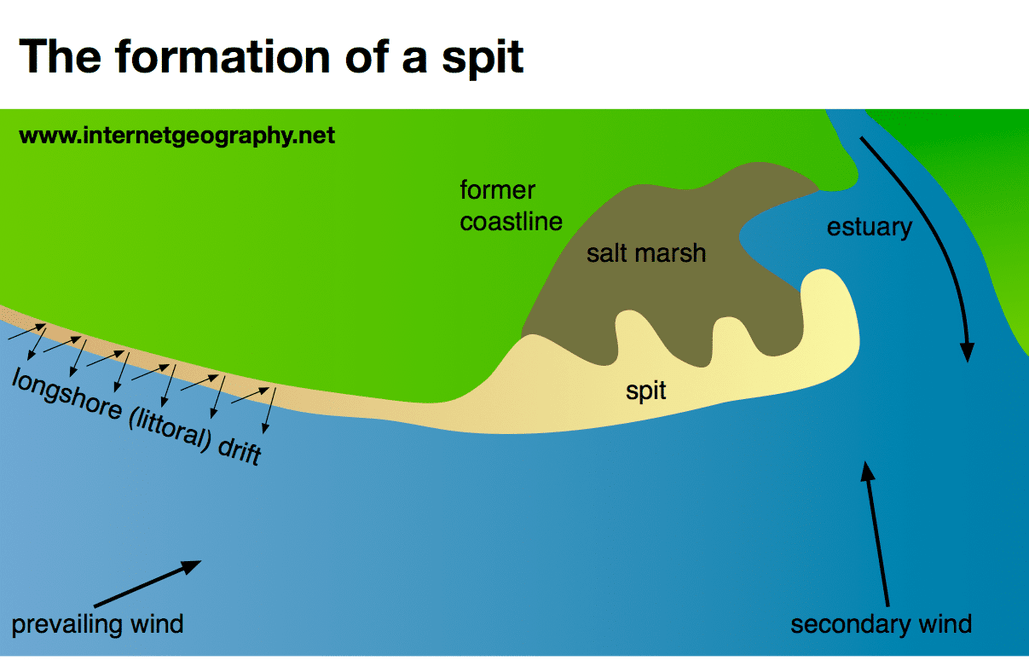 The formation of a spit
www.internetgeography.net
former
coastline
salt marsh
estuary
spit
longshore (littoral) drift
prevailing wind
secondary wind